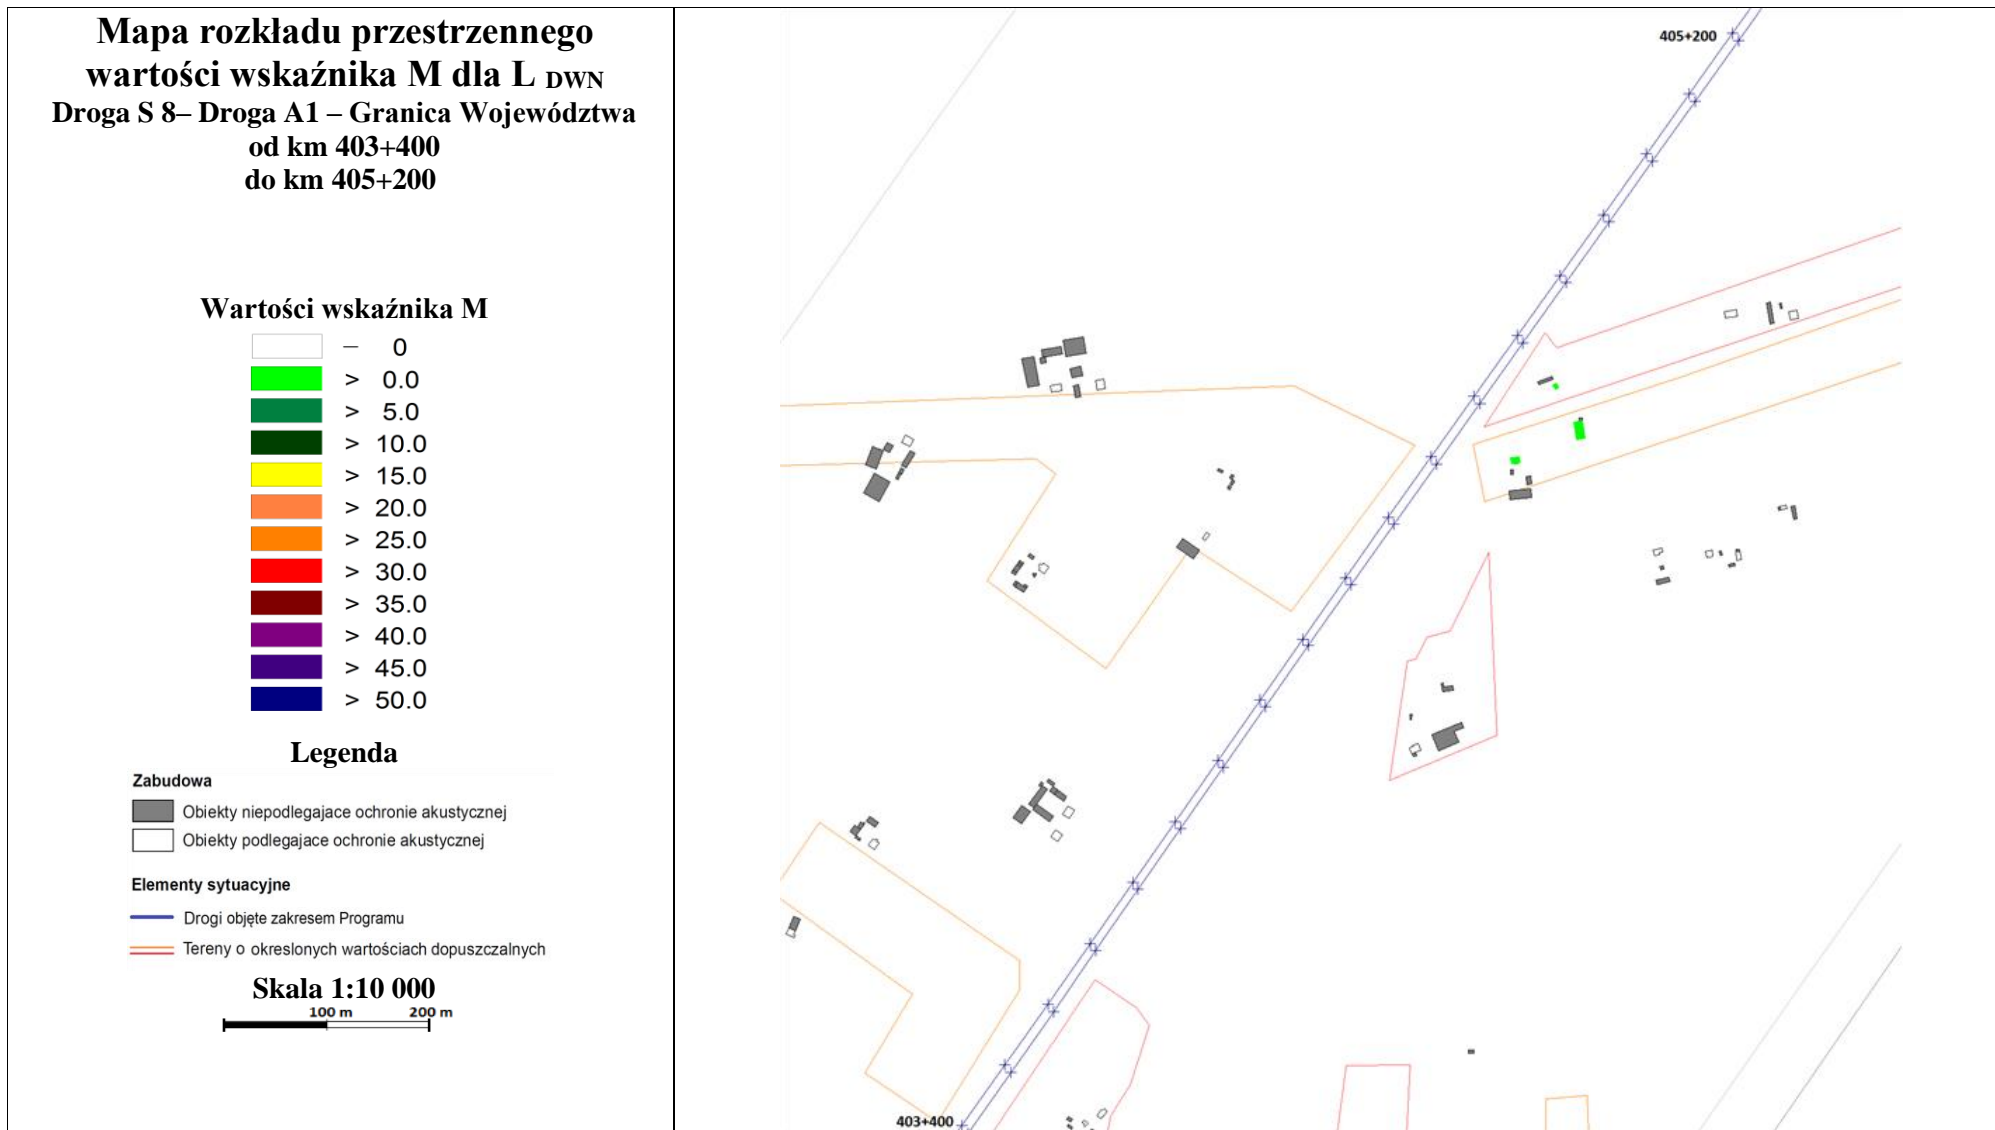 Mapa rozkładu przestrzennego
wartości wskaźnika M dla L DWN
Droga S 8– Droga A1 – Granica Województwa
od km 403+400
do km 405+200
Wartości wskaźnika M
– 0
> 0.0
> 5.0
> 10.0
> 15.0
> 20.0
> 25.0
> 30.0
> 35.0
> 40.0
> 45.0
> 50.0
Legenda
Zabudowa
Obiekty niepodlegajace ochronie akustycznej
Obiekty podlegajace ochronie akustycznej
Elementy sytuacyjne
Drogi objęte zakresem Programu
Tereny o okreslonych wartościach dopuszczalnych
Skala 1:10 000
100 m 200 m
405+200
403+400